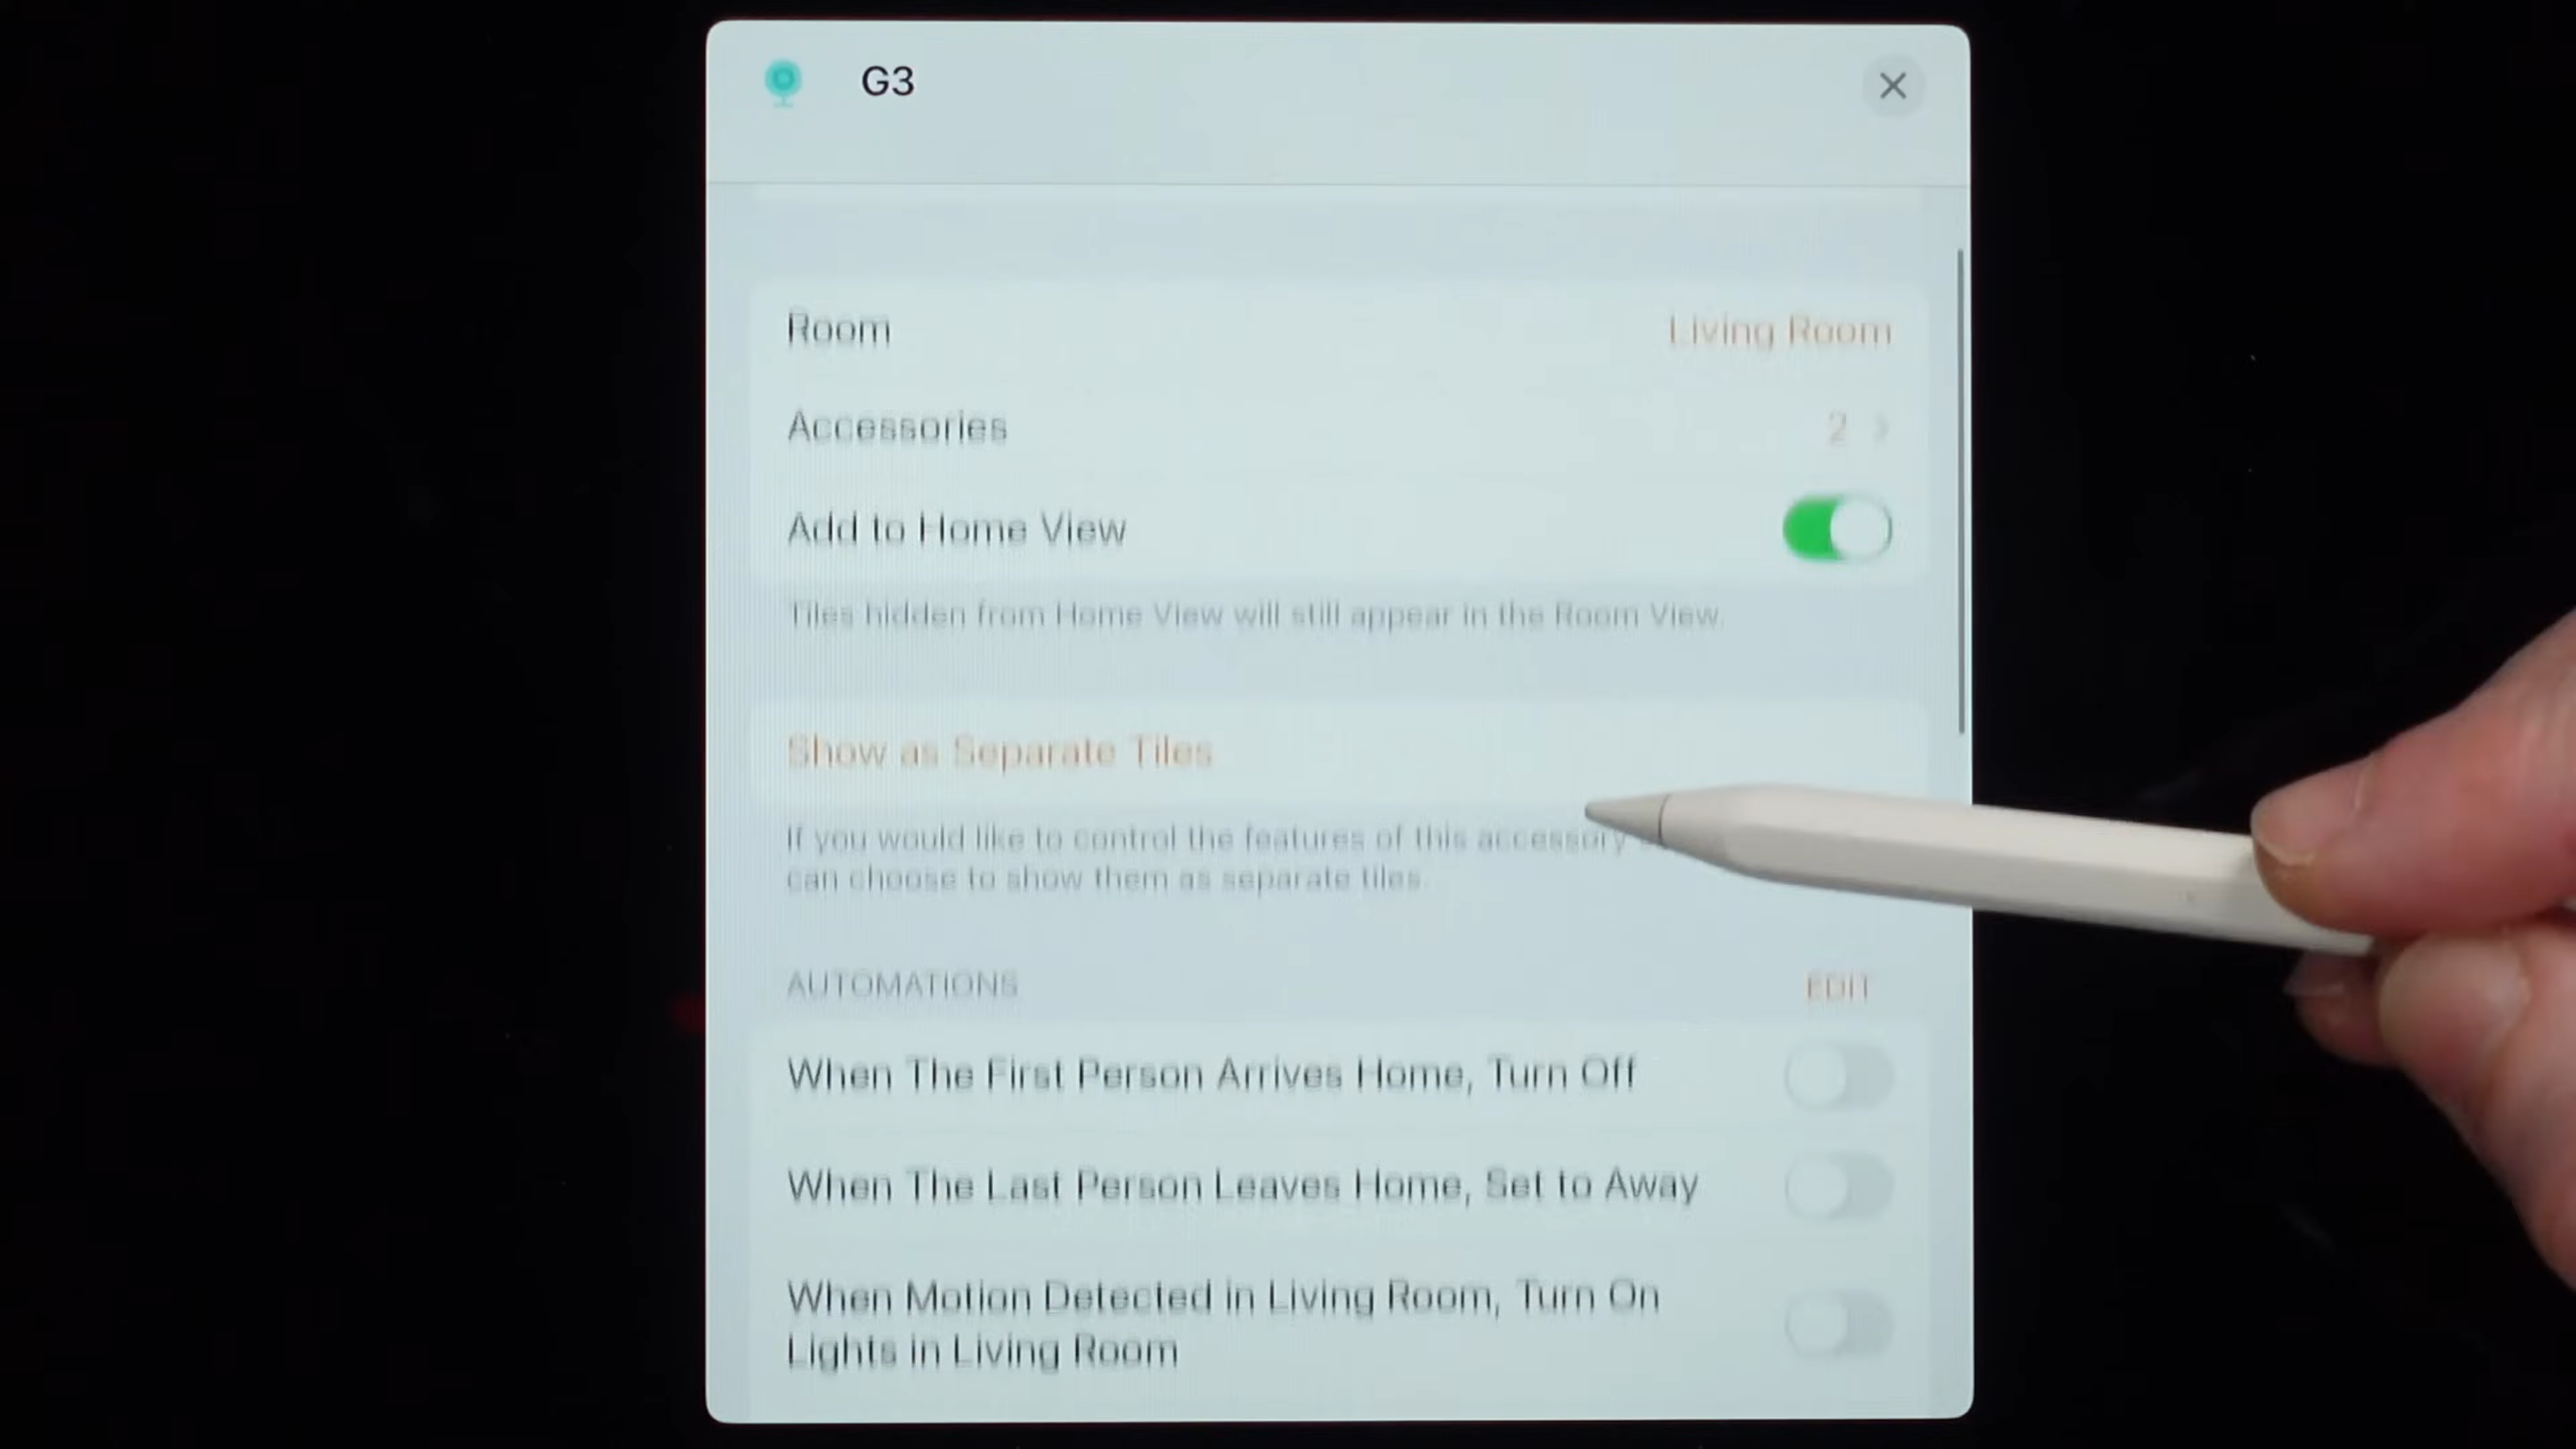 G3
Room
Living Room
Accessories
2
Add to Home View
Tiles hidden from Home View will still appear in the Room View.
Show as Separate Tiles
If you would like to control the features of this accessory
can choose to show them as separate tiles.
AUTOMATIONS
EDIT
When The First Person Arrives Home, Turn Off
When The Last Person Leaves Home, Set to Away
When Motion Detected in Living Room, Turn On
Lights in Living Room